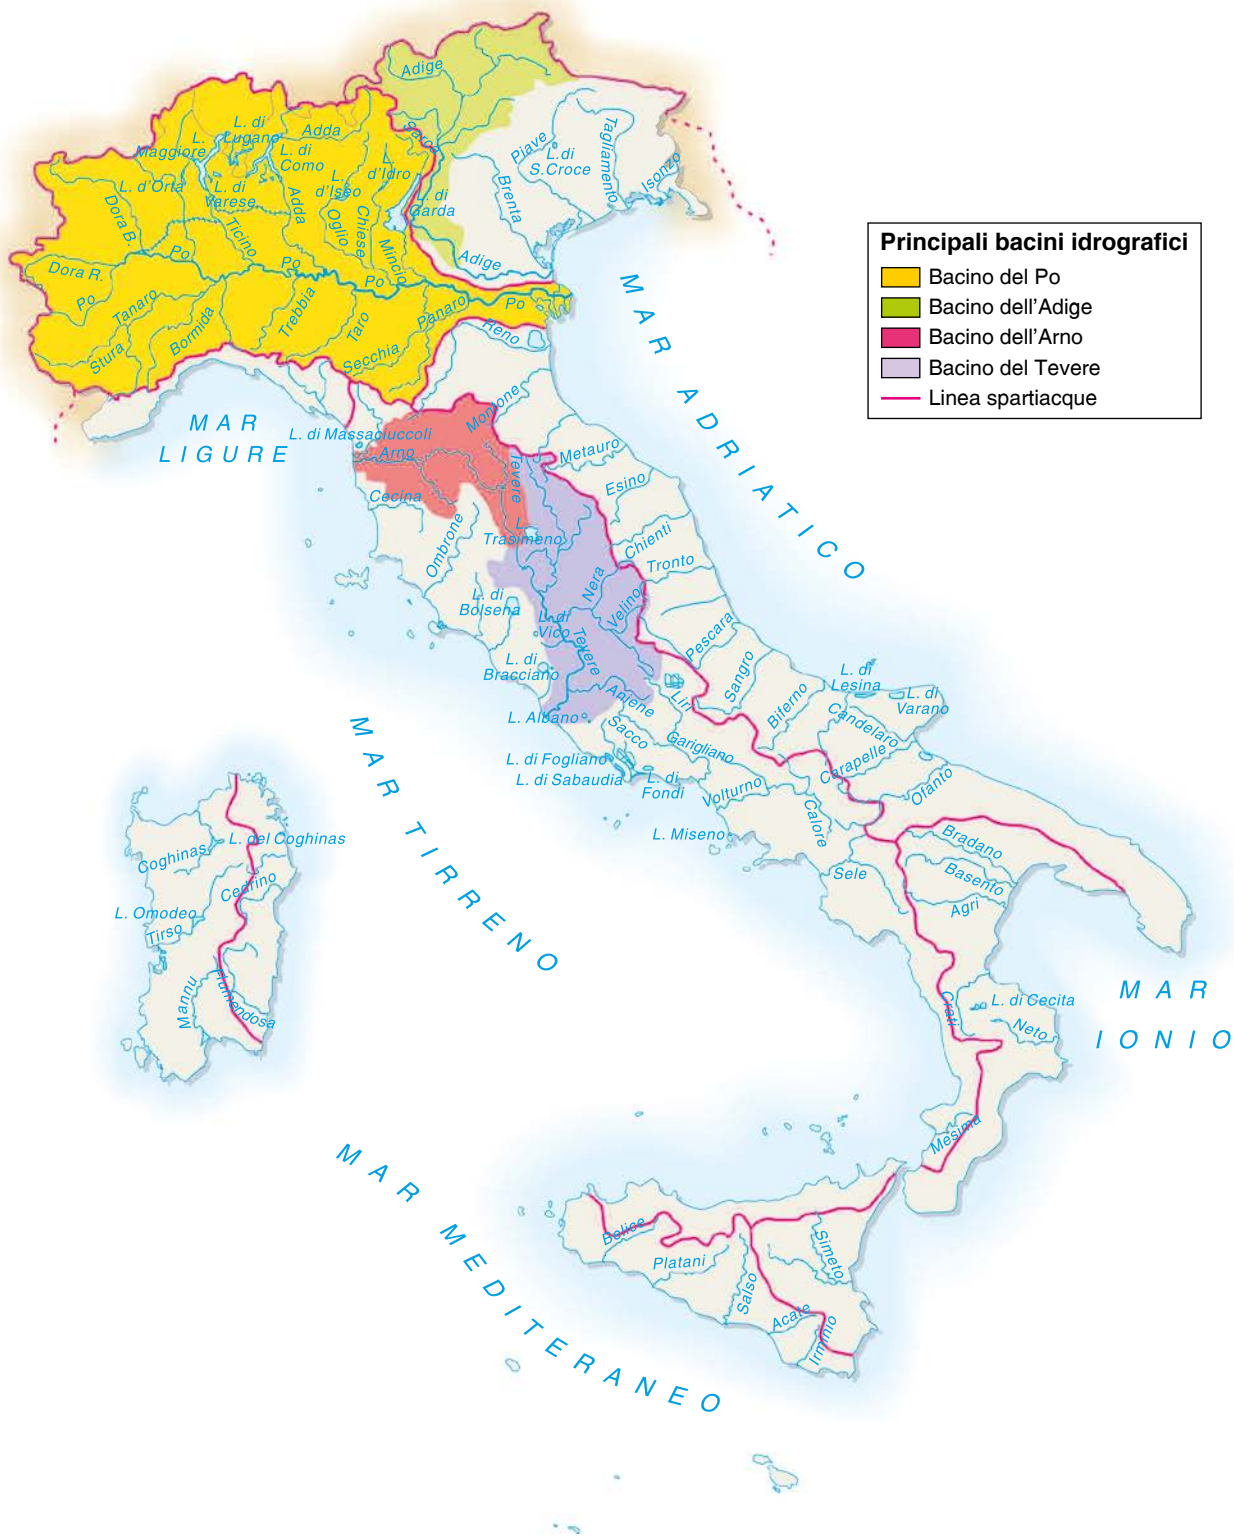 Principali bacini idrografici
Bacino del Po
Bacino dell'Adige
Bacino dell'Arno
Bacino del Tevere
Linea spartiacque
Adige
Sarca
L. di
Lugano
L.
Maggiore
Adda
L. di
Como
L.
d'Idro
L.
d'Iseo
L. d'Orta
L. di
Varese
L. di
Garda
Piave
L.di
S.Croce
Tagliamento
Isonzo
Brenta
Dora B.
Adda
Oglio
Chiese
Mincio
Ticino
Po
Po
Po
Adige
Dora R.
Po
Tanaro
Stura
Bormida
Trebbia
Taro
Secchia
Panaro
Po
Reno
MAR
LIGURE
MAR ADRIATICO
L. di Massaciuccoli
Arno
Montone
Metauro
Tevere
Esino
Cecina
L.
Trasimeno
Ombrone
Chienti
Tronto
Nera
Velino
L. di
Bolsena
L. di
Vico
Tevere
Pescara
L. di
Bracciano
Sangro
L. di
Lesina
L. di
Varano
Aniene
Liri
Biferno
L. Albano
Sacco
Garigliano
Candelaro
Carapelle
L. di Fogliano
L. di Sabaudia
L. di
Fondi
Volturno
Ofanto
L. Miseno
Calore
MAR TIRRENO
Bradano
Basento
Agri
Sele
L. del Coghinas
Coghinas
Cedrino
L. Omodeo
Tirso
Mannu
Flumendosa
Crati
L. di Cecita
Neto
MAR
IONIO
Mesima
MAR MEDITERANEO
Belice
Platani
Salso
Simeto
Acate
Irminio